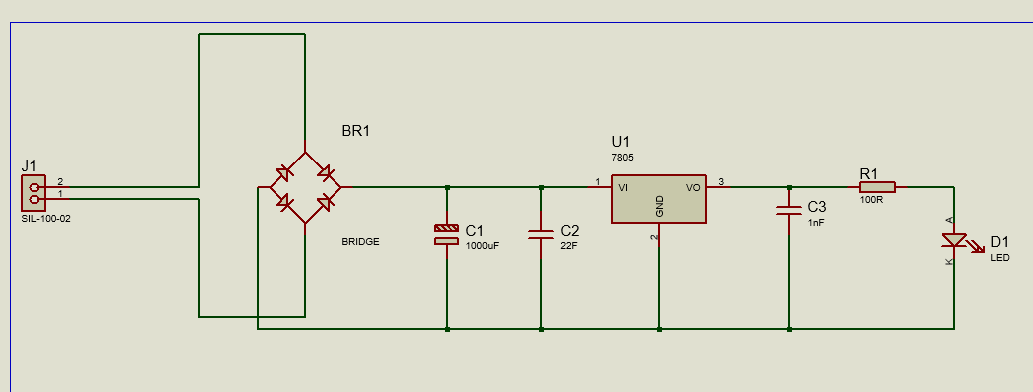 J1
2
1
SIL-100-02
BR1
BRIDGE
C1
1000uF
C2
22F
U1
7805
1
VI
VO
3
GND
2
C3
1nF
R1
100R
A
K
D1
LED